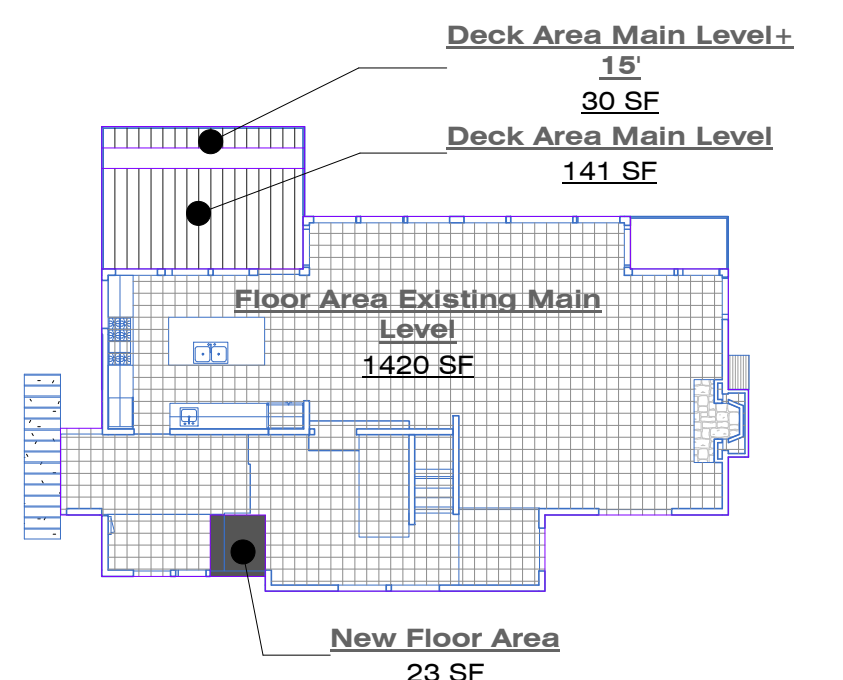 Deck Area Main Level+
15'
30 SF
Deck Area Main Level
141 SF
Floor Area Existing Main
Level
1420 SF
New Floor Area
23 SF